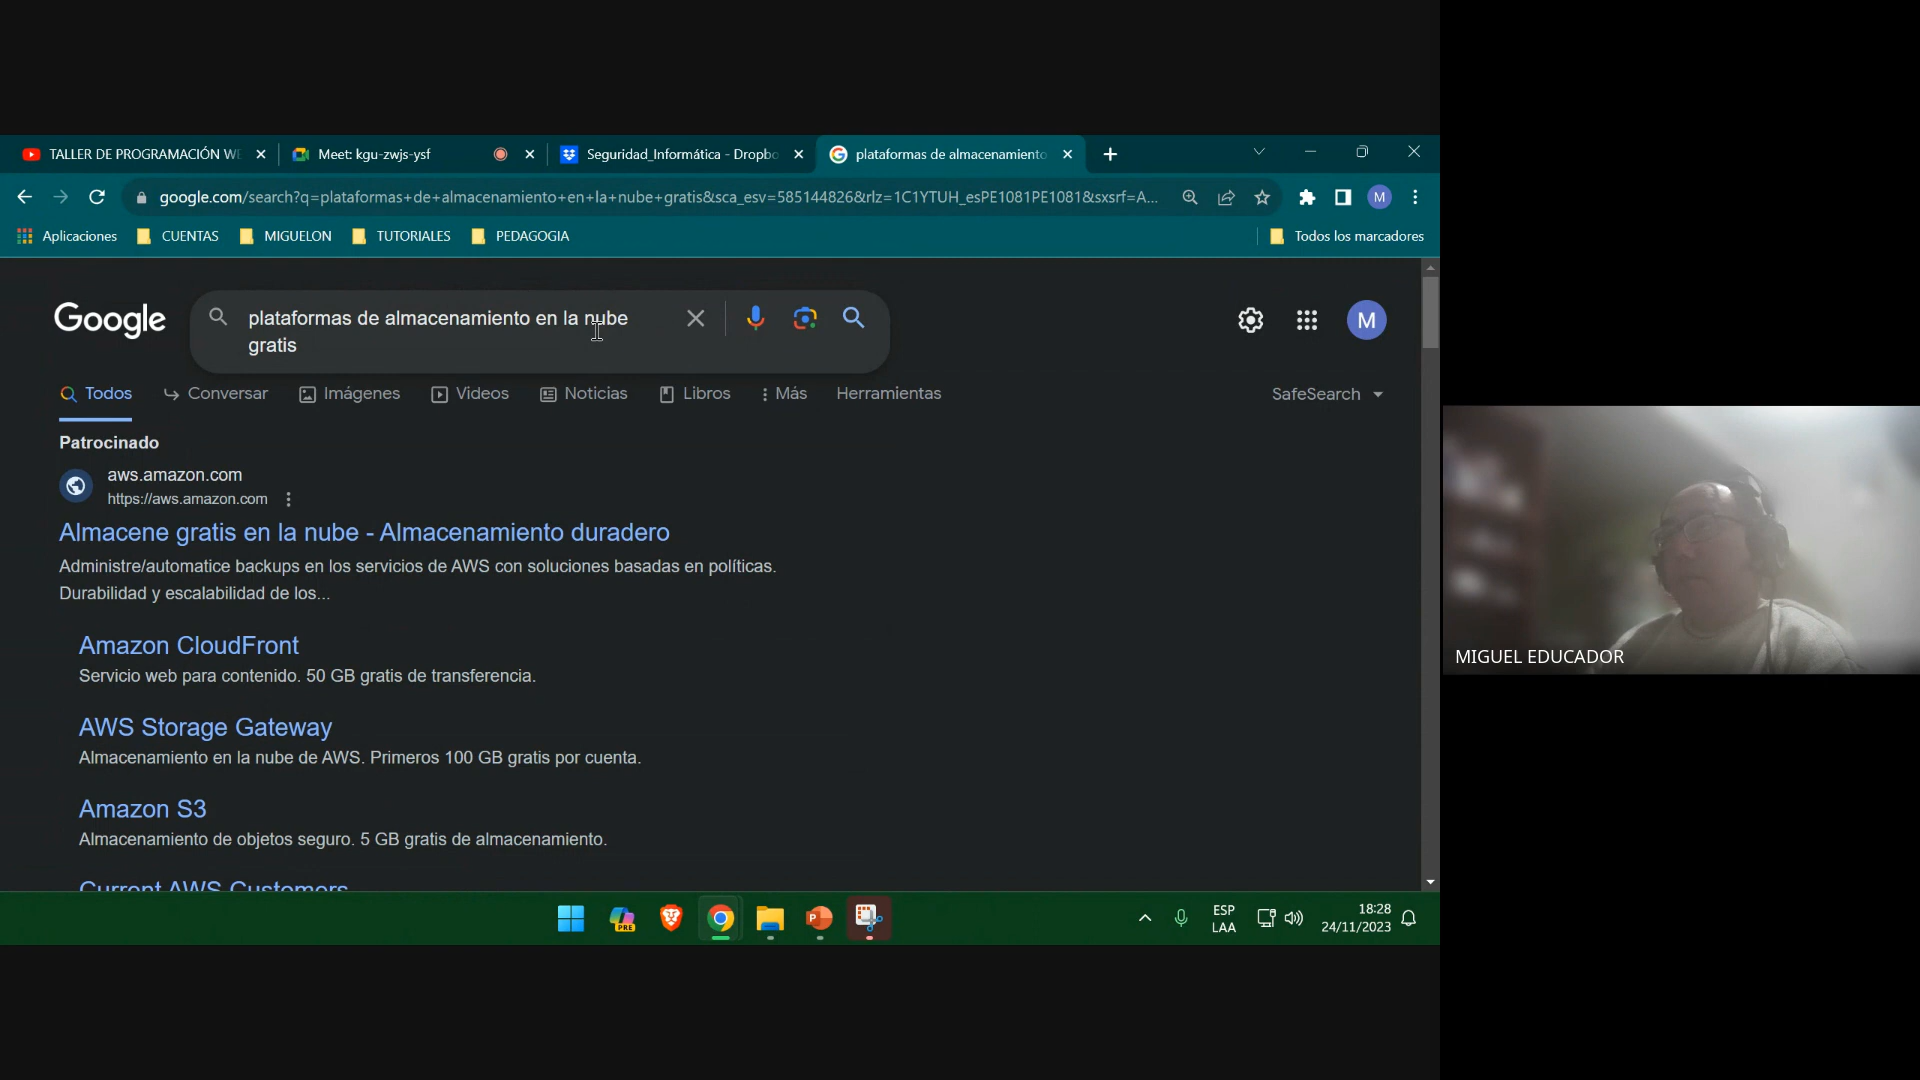 TALLER DE PROGRAMACIÓN WE
Meet: kgu-zwjs-ysf
Seguridad_Informática - Dropbo
plataformas de almacenamiento
google.com/search?q=plataformas+de+almacenamiento+en+la+nube+gratis&sca_esv=585144826&rlz=1C1YTUH_esPE1081PE1081&sxsrf=A...
M
Aplicaciones
CUENTAS
MIGUELON
TUTORIALES
PEDAGOGIA
Todos los marcadores
Google
plataformas de almacenamiento en la nube
gratis
M
Todos
Conversar
Imágenes
Videos
Noticias
Libros
Más
Herramientas
SafeSearch
Patrocinado
aws.amazon.com
https://aws.amazon.com
Almacene gratis en la nube - Almacenamiento duradero
Administre/automatice backups en los servicios de AWS con soluciones basadas en políticas.
Durabilidad y escalabilidad de los...
Amazon CloudFront
Servicio web para contenido. 50 GB gratis de transferencia.
AWS Storage Gateway
Almacenamiento en la nube de AWS. Primeros 100 GB gratis por cuenta.
Amazon S3
Almacenamiento de objetos seguro. 5 GB gratis de almacenamiento.
Current AWS Customers
MIGUEL EDUCADOR
PRE
P
ESP
LAA
18:28
24/11/2023